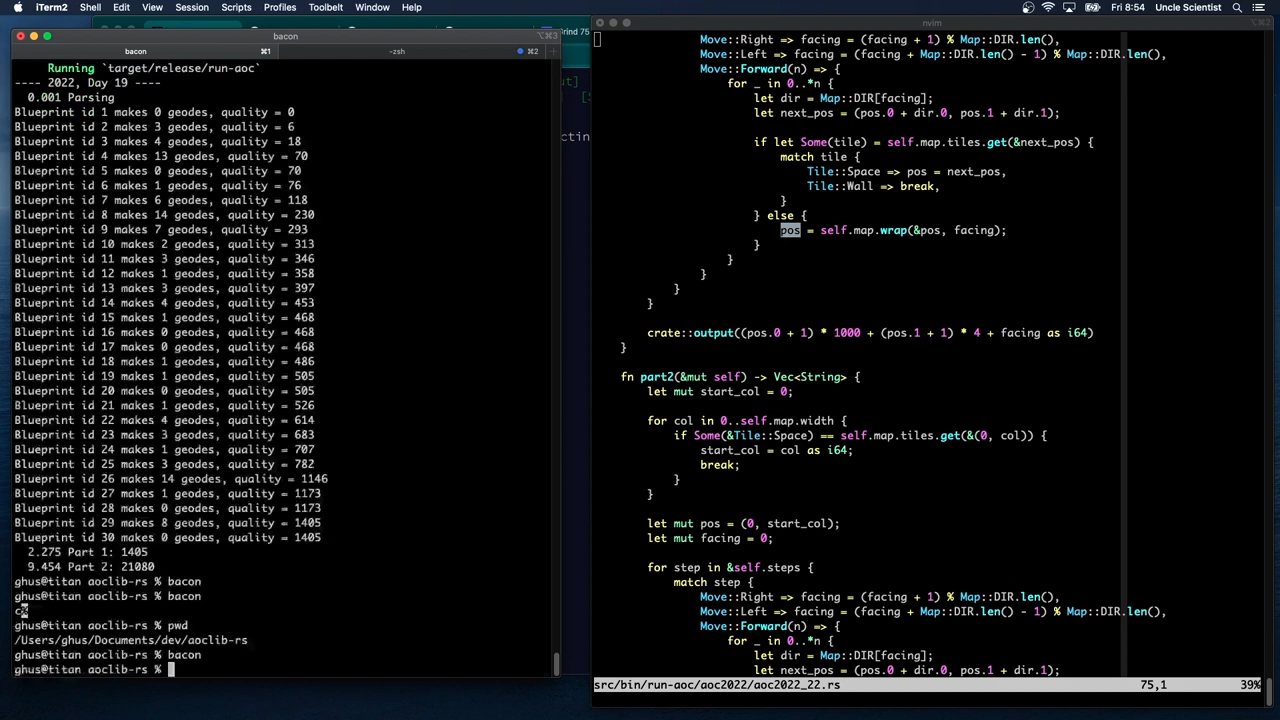 iTerm2 Shell Edit View Session Scripts Profiles Toolbelt Window Help
Fri 8:54 Uncle Scientist
bacon ⌥⌘3
bacon ⌘1 -zsh ⌘2
Running `target/release/run-aoc`
---- 2022, Day 19 ----
0.001 Parsing
Blueprint id 1 makes 0 geodes, quality = 0
Blueprint id 2 makes 3 geodes, quality = 6
Blueprint id 3 makes 4 geodes, quality = 18
Blueprint id 4 makes 13 geodes, quality = 70
Blueprint id 5 makes 0 geodes, quality = 70
Blueprint id 6 makes 1 geodes, quality = 76
Blueprint id 7 makes 6 geodes, quality = 118
Blueprint id 8 makes 14 geodes, quality = 230
Blueprint id 9 makes 7 geodes, quality = 293
Blueprint id 10 makes 2 geodes, quality = 313
Blueprint id 11 makes 3 geodes, quality = 346
Blueprint id 12 makes 1 geodes, quality = 358
Blueprint id 13 makes 3 geodes, quality = 397
Blueprint id 14 makes 4 geodes, quality = 453
Blueprint id 15 makes 1 geodes, quality = 468
Blueprint id 16 makes 0 geodes, quality = 468
Blueprint id 17 makes 0 geodes, quality = 468
Blueprint id 18 makes 1 geodes, quality = 486
Blueprint id 19 makes 1 geodes, quality = 505
Blueprint id 20 makes 0 geodes, quality = 505
Blueprint id 21 makes 1 geodes, quality = 526
Blueprint id 22 makes 4 geodes, quality = 614
Blueprint id 23 makes 3 geodes, quality = 683
Blueprint id 24 makes 1 geodes, quality = 707
Blueprint id 25 makes 3 geodes, quality = 782
Blueprint id 26 makes 14 geodes, quality = 1146
Blueprint id 27 makes 1 geodes, quality = 1173
Blueprint id 28 makes 0 geodes, quality = 1173
Blueprint id 29 makes 8 geodes, quality = 1405
Blueprint id 30 makes 0 geodes, quality = 1405
2.275 Part 1: 1405
9.454 Part 2: 21080
ghus@titan aoclib-rs % bacon
ghus@titan aoclib-rs % bacon
ghus@titan aoclib-rs % pwd
/Users/ghus/Documents/dev/aoclib-rs
ghus@titan aoclib-rs % bacon
ghus@titan aoclib-rs %
ind 75
ut]
ctin
nvim ⌥⌘2
Move::Right => facing = (facing + 1) % Map::DIR.len(),
Move::Left => facing = (facing + Map::DIR.len() - 1) % Map::DIR.len(),
Move::Forward(n) => {
for _ in 0..*n {
let dir = Map::DIR[facing];
let next_pos = (pos.0 + dir.0, pos.1 + dir.1);
if let Some(tile) = self.map.tiles.get(&next_pos) {
match tile {
Tile::Space => pos = next_pos,
Tile::Wall => break,
}
} else {
pos = self.map.wrap(&pos, facing);
}
}
}
}
}
crate::output((pos.0 + 1) * 1000 + (pos.1 + 1) * 4 + facing as i64)
}
fn part2(&mut self) -> Vec<String> {
let mut start_col = 0;
for col in 0..self.map.width {
if Some(&Tile::Space) == self.map.tiles.get(&(0, col)) {
start_col = col as i64;
break;
}
}
let mut pos = (0, start_col);
let mut facing = 0;
for step in &self.steps {
match step {
Move::Right => facing = (facing + 1) % Map::DIR.len(),
Move::Left => facing = (facing + Map::DIR.len() - 1) % Map::DIR.len(),
Move::Forward(n) => {
for _ in 0..*n {
let dir = Map::DIR[facing];
let next_pos = (pos.0 + dir.0, pos.1 + dir.1);
src/bin/run-aoc/aoc2022/aoc2022_22.rs 75,1 39%